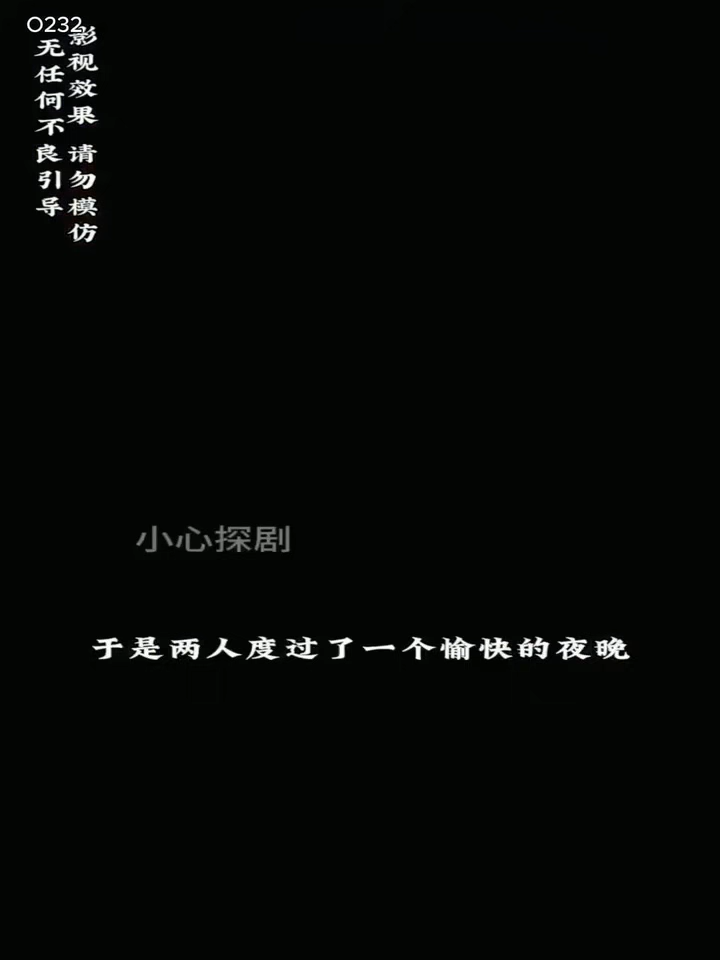 0232
影视效果 请勿模仿
无任何不良引导
小心探剧
于是两人度过了一个愉快的夜晚